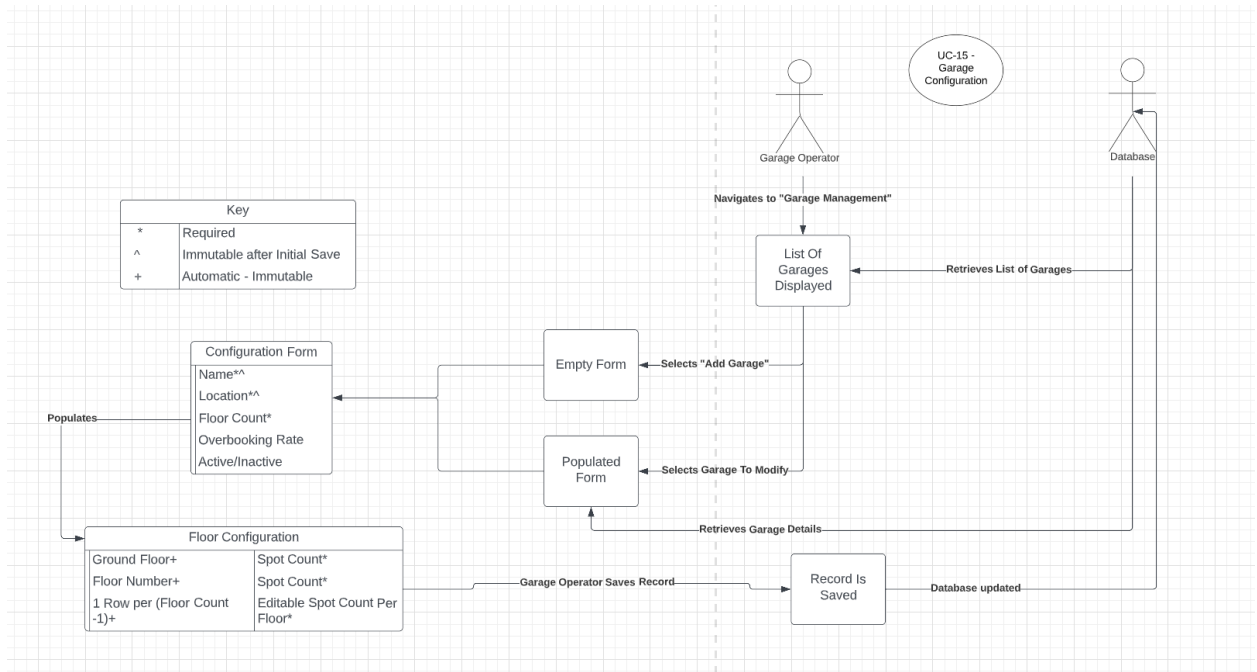 UC-15 -
Garage
Configuration
Garage Operator
Database
Navigates to "Garage Management"
Key
* Required
^ Immutable after Initial Save
+ Automatic - Immutable
List Of
Garages
Displayed
Retrieves List of Garages
Configuration Form
Name*^
Location*^
Floor Count*
Overbooking Rate
Active/Inactive
Empty Form
Selects "Add Garage"
Populates
Populated
Form
Selects Garage To Modify
Retrieves Garage Details
Floor Configuration
Ground Floor+ Spot Count*
Floor Number+ Spot Count*
1 Row per (Floor Count
-1)+
Editable Spot Count Per
Floor*
Garage Operator Saves Record
Record Is
Saved
Database updated